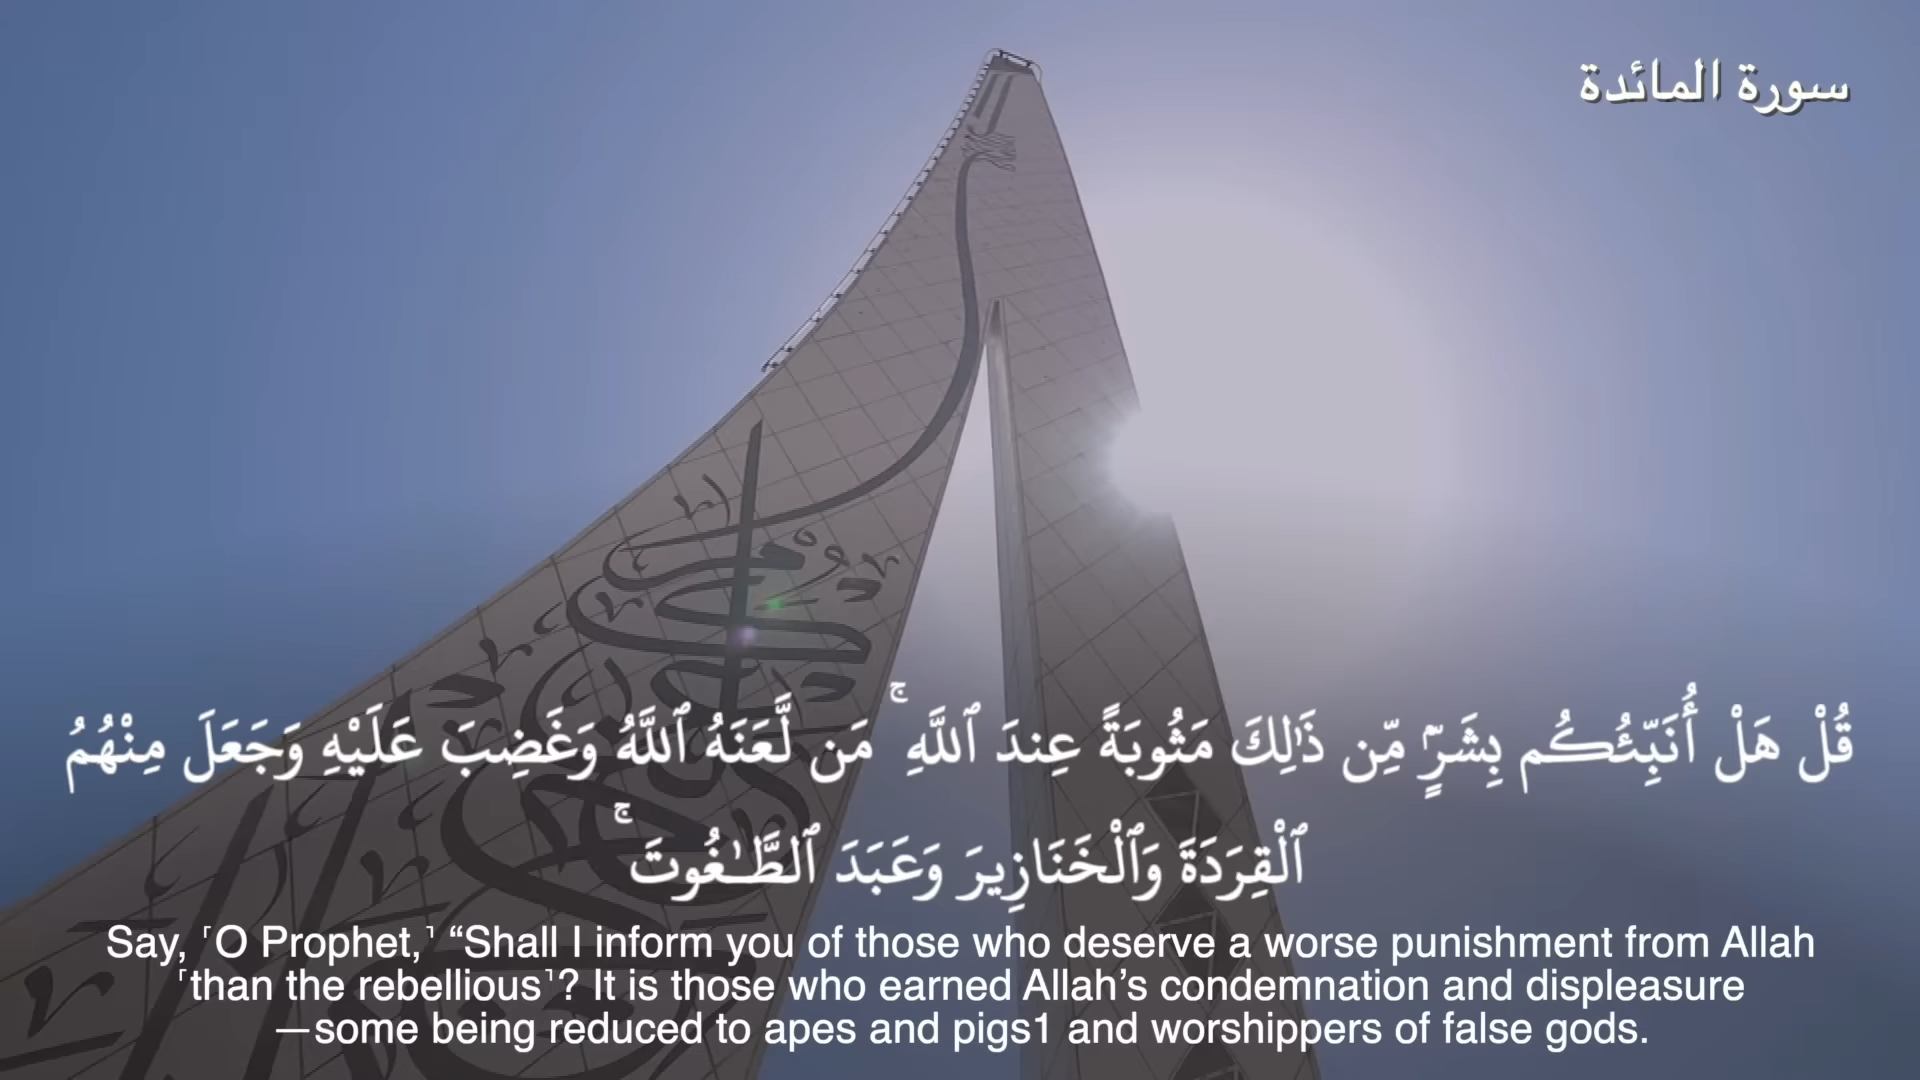 سورة المائدة
قُلْ هَلْ أُنَبِّئُكُم بِشَرٍّ مِّن ذَٰلِكَ مَثُوبَةً عِندَ ٱللَّهِ ۚ مَن لَّعَنَهُ ٱللَّهُ وَغَضِبَ عَلَيْهِ وَجَعَلَ مِنْهُمُ
ٱلْقِرَدَةَ وَٱلْخَنَازِيرَ وَعَبَدَ ٱلطَّـٰغُوتَ ۚ
Say, ˹O Prophet,˺ “Shall I inform you of those who deserve a worse punishment from Allah
˹than the rebellious˺? It is those who earned Allah’s condemnation and displeasure
—some being reduced to apes and pigs1 and worshippers of false gods.